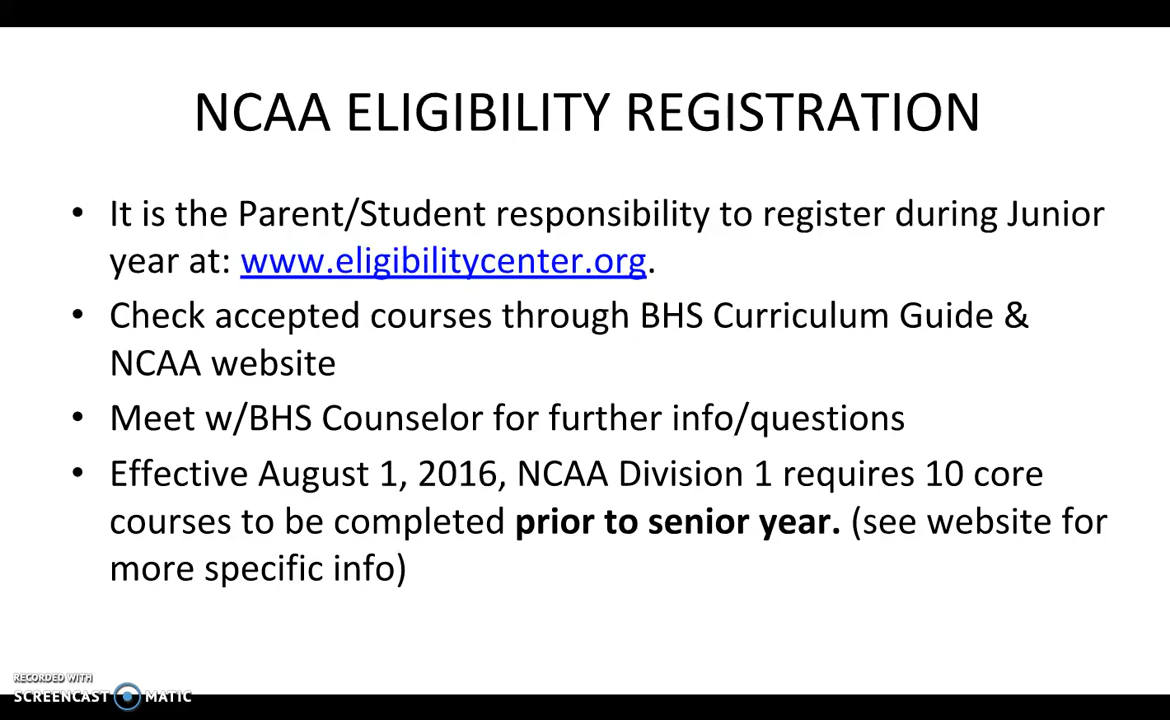 NCAA ELIGIBILITY REGISTRATION
• It is the Parent/Student responsibility to register during Junior
year at: www.eligibilitycenter.org.
• Check accepted courses through BHS Curriculum Guide &
NCAA website
• Meet w/BHS Counselor for further info/questions
• Effective August 1, 2016, NCAA Division 1 requires 10 core
courses to be completed prior to senior year. (see website for
more specific info)
RECORDED WITH
SCREENCAST MATIC